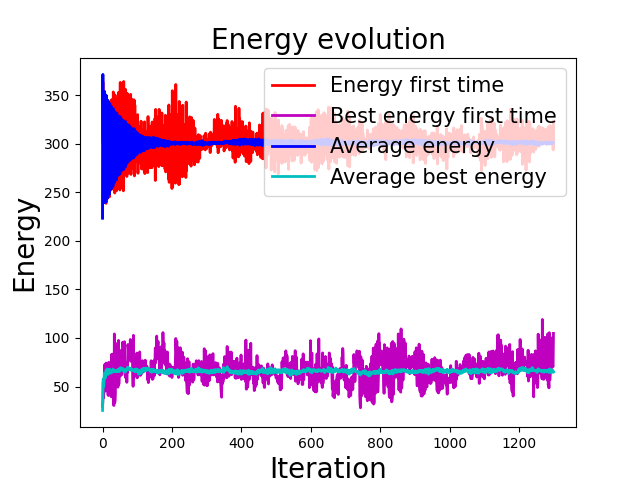 Energy evolution
Energy first time
Best energy first time
Average energy
Average best energy
Energy
350
300
250
200
150
100
50
0 200 400 600 800 1000 1200
Iteration